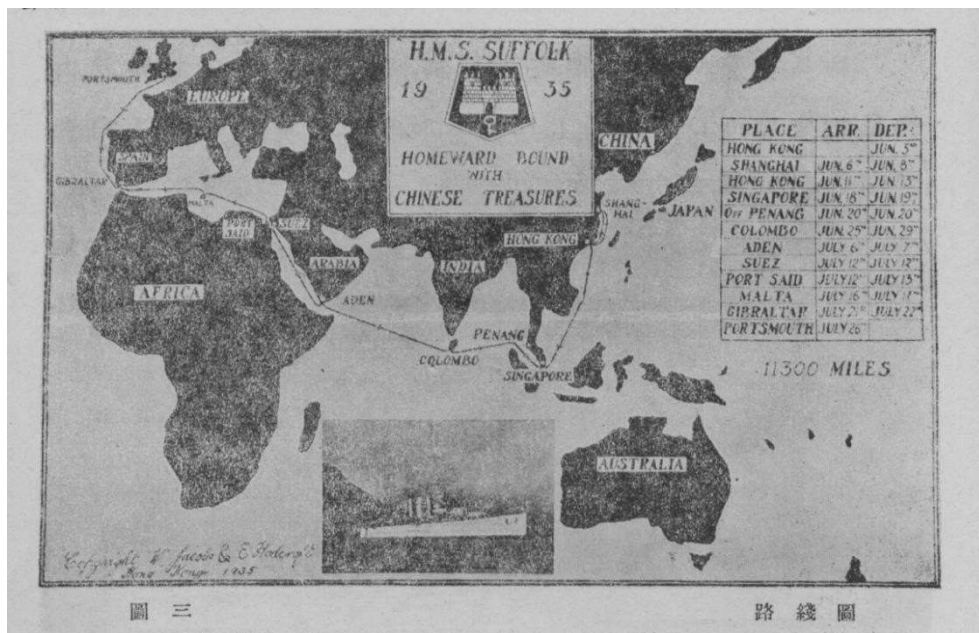 H.M.S. SUFFOLK
19 35
HOMEWARD BOUND
WITH
CHINESE TREASURES
PORTSMOUTH
EUROPE
SPAIN
GIBRALTAR
MALTA
PORT
SAID
SUEZ
ARABIA
AFRICA
ADEN
INDIA
COLOMBO
PENANG
SINGAPORE
CHINA
SHANG-
HAI
JAPAN
HONG KONG
AUSTRALIA
PLACE ARR. DEP.
HONG KONG JUN. 5TH
SHANGHAI JUN. 6TH JUN. 8TH
HONG KONG JUN. 11TH JUN. 13TH
SINGAPORE JUN. 18TH JUN. 19TH
OFF PENANG JUN. 20TH JUN. 20TH
COLOMBO JUN. 25TH JUN. 29TH
ADEN JULY 6TH JULY 7TH
SUEZ JULY 12TH JULY 12TH
PORT SAID JULY 12TH JULY 13TH
MALTA JULY 16TH JULY 17TH
GIBRALTAR JULY 21ST JULY 22ND
PORTSMOUTH JULY 26TH
11300 MILES
Copyright W. Jacobs & E.
Hong Kong 1935
圖三
路綫圖